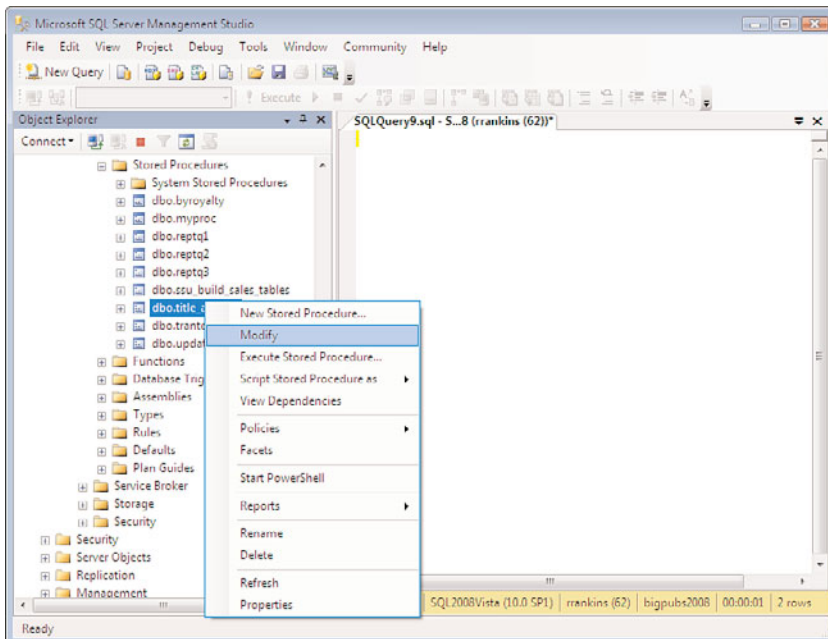 Microsoft SQL Server Management Studio
File Edit View Project Debug Tools Window Community Help
New Query
Execute
Object Explorer
SQLQuery9.sql - S...8 (rrankins (62))*
Connect
Stored Procedures
System Stored Procedures
dbo.byroyalty
dbo.myproc
dbo.reptq1
dbo.reptq2
dbo.reptq3
dbo.ssu_build_sales_tables
dbo.title_a
dbo.trant
dbo.updat
Functions
Database Trig
Assemblies
Types
Rules
Defaults
Plan Guides
Service Broker
Storage
Security
Security
Server Objects
Replication
Management
New Stored Procedure...
Modify
Execute Stored Procedure...
Script Stored Procedure as
View Dependencies
Policies
Facets
Start PowerShell
Reports
Rename
Delete
Refresh
Properties
SQL2008Vista (10.0 SP1) rrankins (62) bigpubs2008 00:00:01 2 rows
Ready